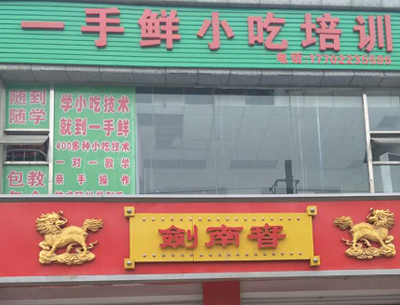 一手鲜小吃培训
随到
随学
学小吃技术
就到一手鲜
400多种小吃技术
一对一教学
亲手操作
包教
劍南春